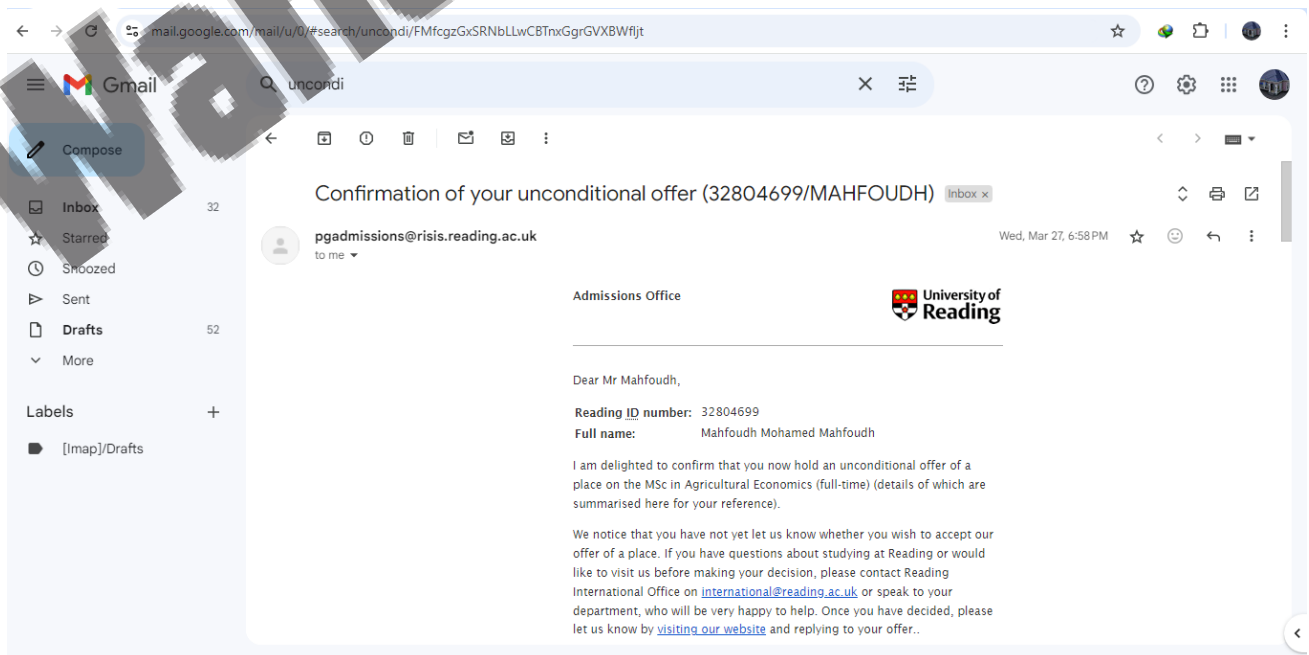 mail.google.com/mail/u/0/#search/uncondi/FMfcgzGxSRNbLLwCBTnxGgrGVXBWfljt
Gmail
uncondi
Compose
Confirmation of your unconditional offer (32804699/MAHFOUDH) Inbox ×
Inbox 32
Starred
Snoozed
Sent
Drafts 52
More
Labels +
[Imap]/Drafts
pgadmissions@risis.reading.ac.uk
Wed, Mar 27, 6:58 PM
to me
Admissions Office
University of
Reading
Dear Mr Mahfoudh,
Reading ID number: 32804699
Full name: Mahfoudh Mohamed Mahfoudh
I am delighted to confirm that you now hold an unconditional offer of a
place on the MSc in Agricultural Economics (full-time) (details of which are
summarised here for your reference).
We notice that you have not yet let us know whether you wish to accept our
offer of a place. If you have questions about studying at Reading or would
like to visit us before making your decision, please contact Reading
International Office on international@reading.ac.uk or speak to your
department, who will be very happy to help. Once you have decided, please
let us know by visiting our website and replying to your offer..